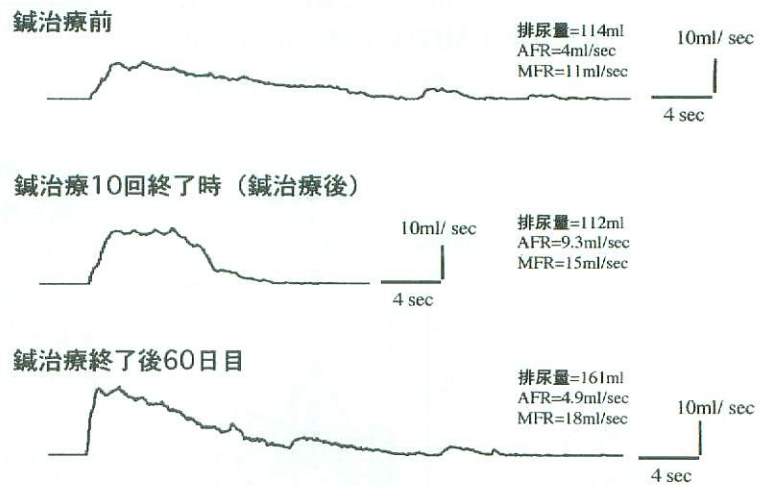 鍼治療前
排尿量=114ml
AFR=4ml/sec
MFR=11ml/sec
10ml/ sec
4 sec
鍼治療10回終了時（鍼治療後）
10ml/ sec
4 sec
排尿量=112ml
AFR=9.3ml/sec
MFR=15ml/sec
鍼治療終了後60日目
排尿量=161ml
AFR=4.9ml/sec
MFR=18ml/sec
10ml/ sec
4 sec